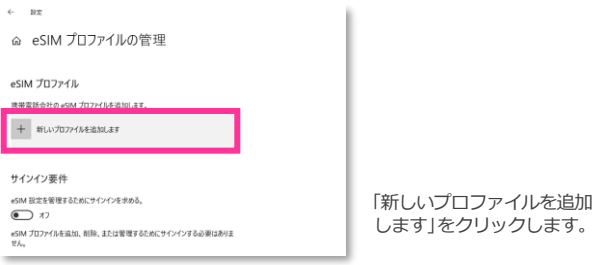 ← 設定
eSIM プロファイルの管理
eSIM プロファイル
携帯電話会社の eSIM プロファイルを追加します。
+ 新しいプロファイルを追加します
サインイン要件
eSIM 設定を管理するためにサインインを求める。
オフ
eSIM プロファイルを追加、削除、または管理するためにサインインする必要はありま
せん。
「新しいプロファイルを追加
します」をクリックします。